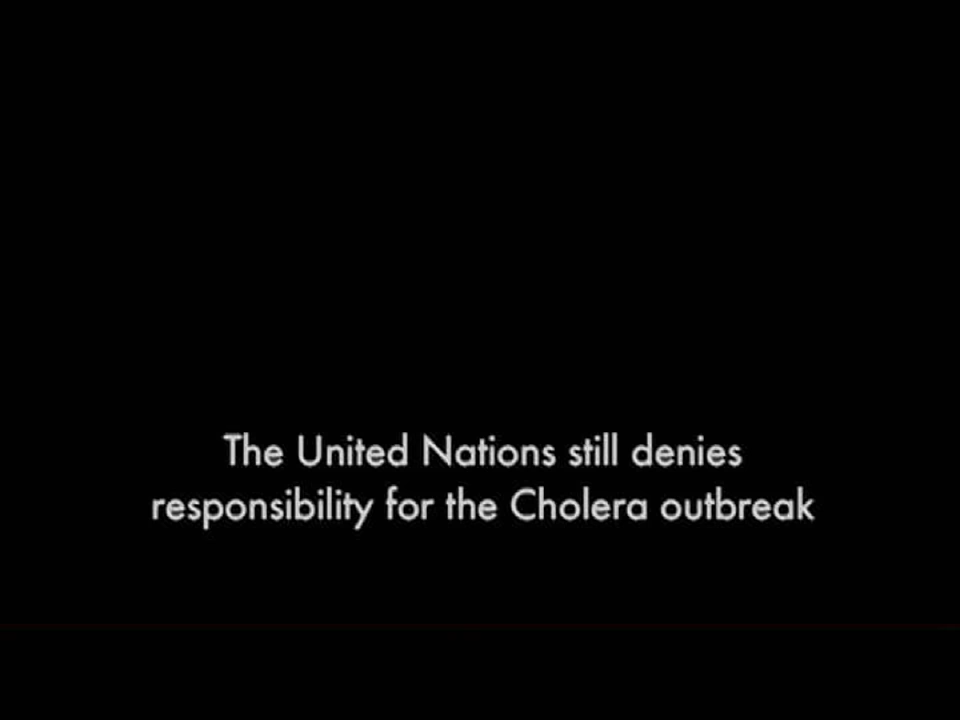 The United Nations still denies
responsibility for the Cholera outbreak